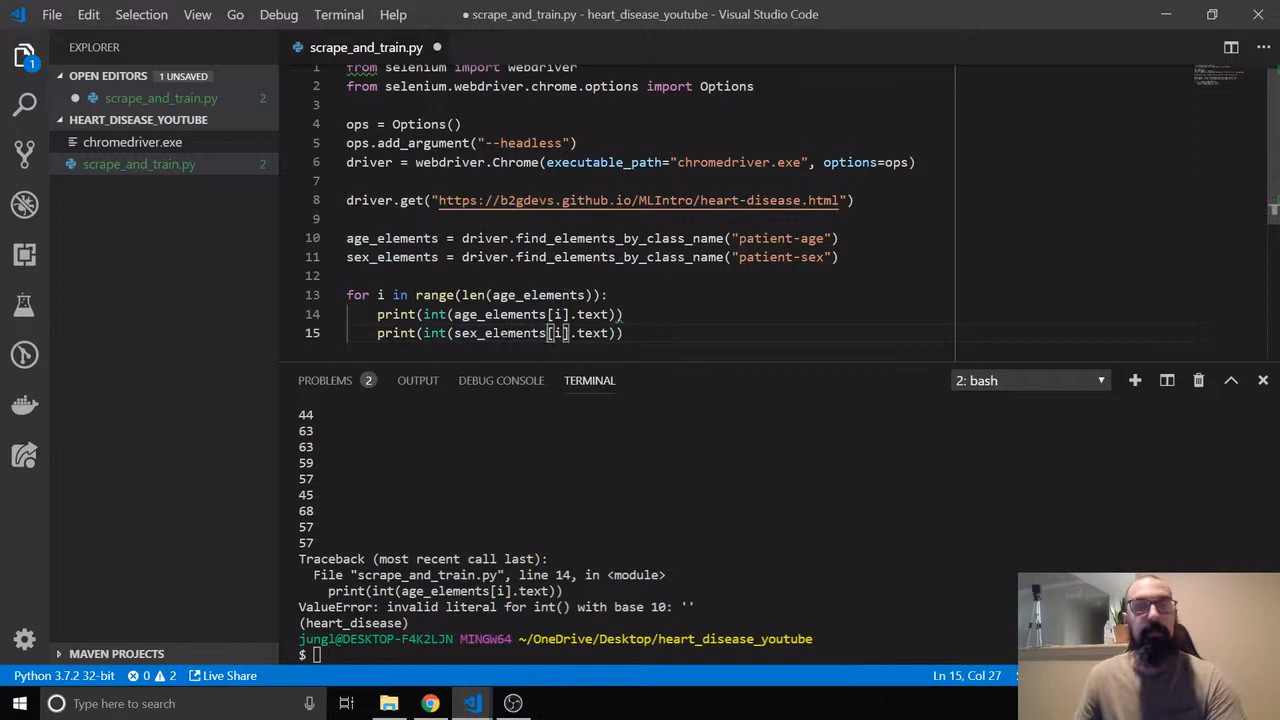 File Edit Selection View Go Debug Terminal Help
● scrape_and_train.py - heart_disease_youtube - Visual Studio Code
EXPLORER
scrape_and_train.py
OPEN EDITORS 1 UNSAVED
scrape_and_train.py 2
HEART_DISEASE_YOUTUBE
chromedriver.exe
scrape_and_train.py 2
1 from selenium import webdriver
2 from selenium.webdriver.chrome.options import Options
3
4 ops = Options()
5 ops.add_argument("--headless")
6 driver = webdriver.Chrome(executable_path="chromedriver.exe", options=ops)
7
8 driver.get("https://b2gdevs.github.io/MLIntro/heart-disease.html")
9
10 age_elements = driver.find_elements_by_class_name("patient-age")
11 sex_elements = driver.find_elements_by_class_name("patient-sex")
12
13 for i in range(len(age_elements)):
14 print(int(age_elements[i].text))
15 print(int(sex_elements[i].text))
PROBLEMS 2 OUTPUT DEBUG CONSOLE TERMINAL 2: bash
44
63
63
59
57
45
68
57
57
Traceback (most recent call last):
File "scrape_and_train.py", line 14, in <module>
print(int(age_elements[i].text))
ValueError: invalid literal for int() with base 10: ''
(heart_disease)
jungl@DESKTOP-F4K2LJN MINGW64 ~/OneDrive/Desktop/heart_disease_youtube
$
MAVEN PROJECTS
Python 3.7.2 32-bit 0 2 Live Share Ln 15, Col 27
Type here to search